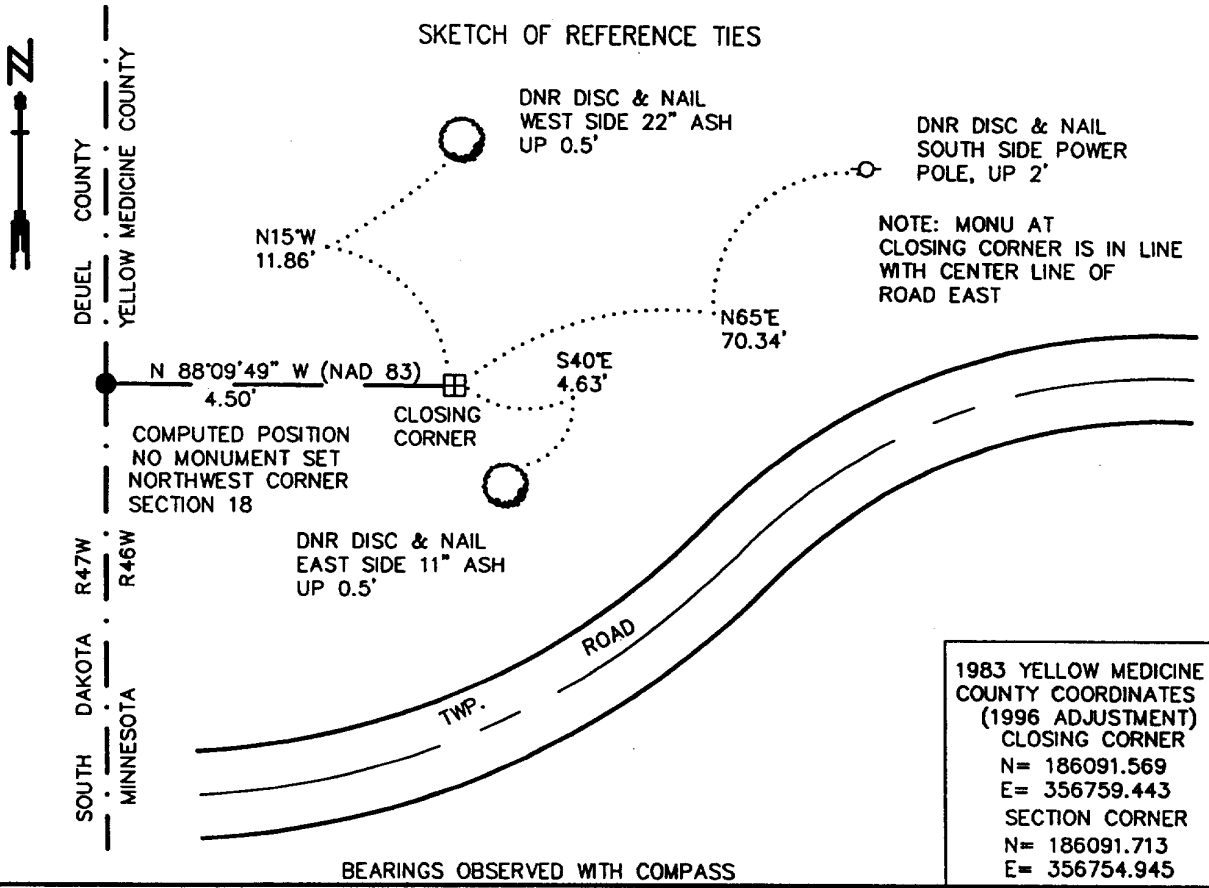 SKETCH OF REFERENCE TIES
N
DEUEL COUNTY
YELLOW MEDICINE COUNTY
DNR DISC & NAIL
WEST SIDE 22" ASH
UP 0.5'
DNR DISC & NAIL
SOUTH SIDE POWER
POLE, UP 2'
N15°W
11.86'
NOTE: MONU AT
CLOSING CORNER IS IN LINE
WITH CENTER LINE OF
ROAD EAST
N65°E
70.34'
S40°E
4.63'
N 88°09'49" W (NAD 83)
4.50'
CLOSING
CORNER
COMPUTED POSITION
NO MONUMENT SET
NORTHWEST CORNER
SECTION 18
DNR DISC & NAIL
EAST SIDE 11" ASH
UP 0.5'
SOUTH DAKOTA R47W
MINNESOTA R46W
TWP. ROAD
1983 YELLOW MEDICINE
COUNTY COORDINATES
(1996 ADJUSTMENT)
CLOSING CORNER
N= 186091.569
E= 356759.443
SECTION CORNER
N= 186091.713
E= 356754.945
BEARINGS OBSERVED WITH COMPASS